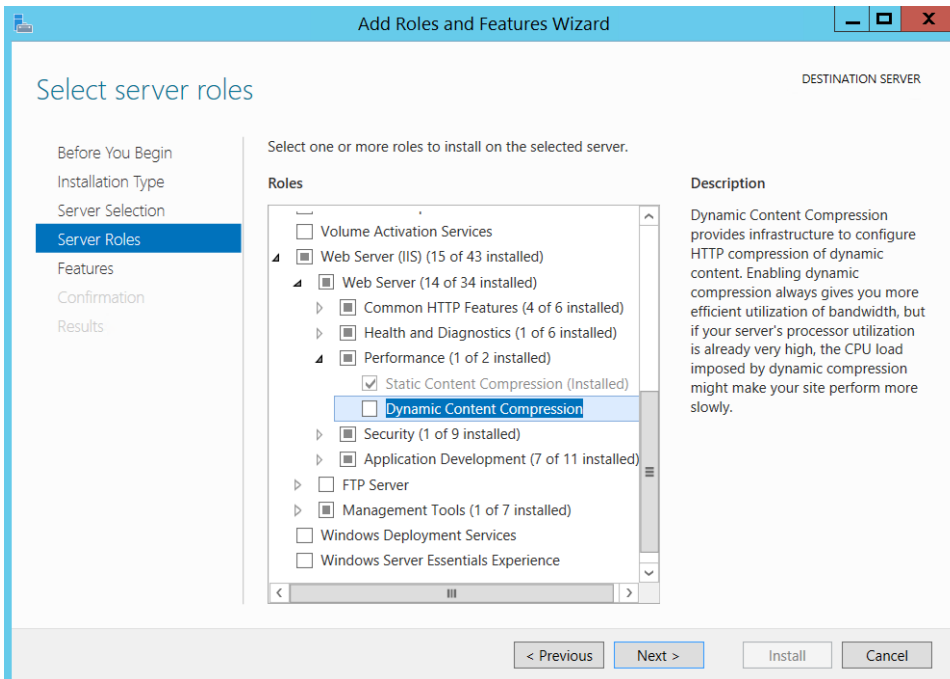 Add Roles and Features Wizard
X
Select server roles
DESTINATION SERVER
Before You Begin
Installation Type
Server Selection
Server Roles
Features
Confirmation
Results
Select one or more roles to install on the selected server.
Roles
Volume Activation Services
Web Server (IIS) (15 of 43 installed)
Web Server (14 of 34 installed)
Common HTTP Features (4 of 6 installed)
Health and Diagnostics (1 of 6 installed)
Performance (1 of 2 installed)
Static Content Compression (Installed)
Dynamic Content Compression
Security (1 of 9 installed)
Application Development (7 of 11 installed)
FTP Server
Management Tools (1 of 7 installed)
Windows Deployment Services
Windows Server Essentials Experience
Description
Dynamic Content Compression
provides infrastructure to configure
HTTP compression of dynamic
content. Enabling dynamic
compression always gives you more
efficient utilization of bandwidth, but
if your server's processor utilization
is already very high, the CPU load
imposed by dynamic compression
might make your site perform more
slowly.
< Previous
Next >
Install
Cancel